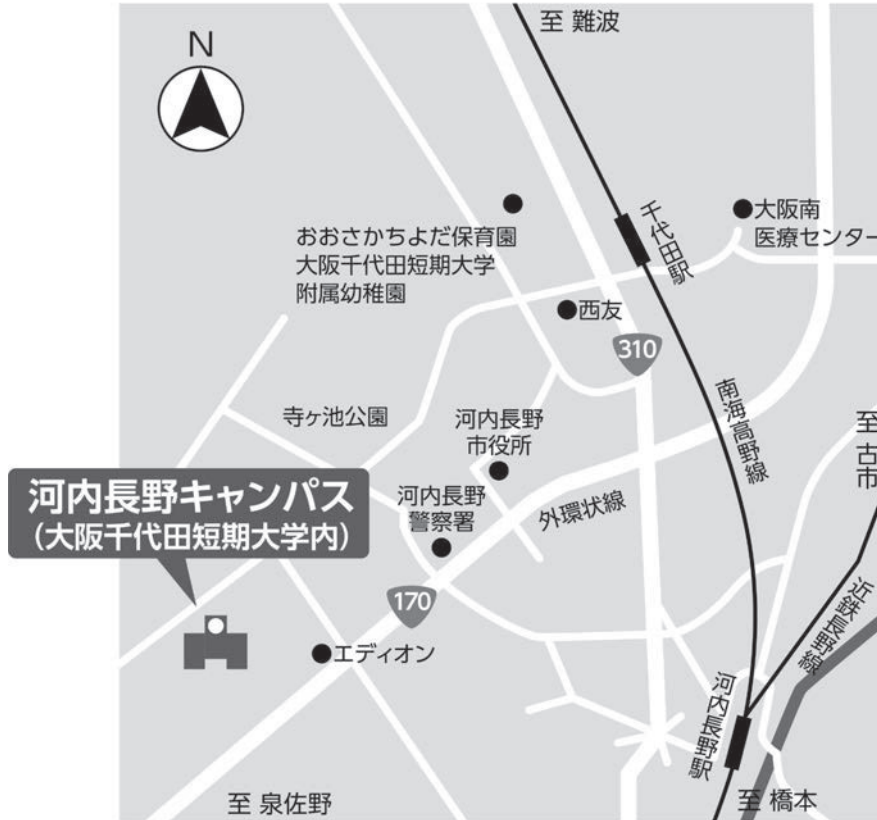 至 難波
N
千代田駅
大阪南
医療センター
おおさかちよだ保育園
大阪千代田短期大学
附属幼稚園
西友
310
南海高野線
寺ヶ池公園
河内長野
市役所
至 古市
河内長野キャンパス
(大阪千代田短期大学内)
河内長野
警察署
外環状線
170
近鉄長野線
エディオン
河内長野駅
至 泉佐野
至 橋本